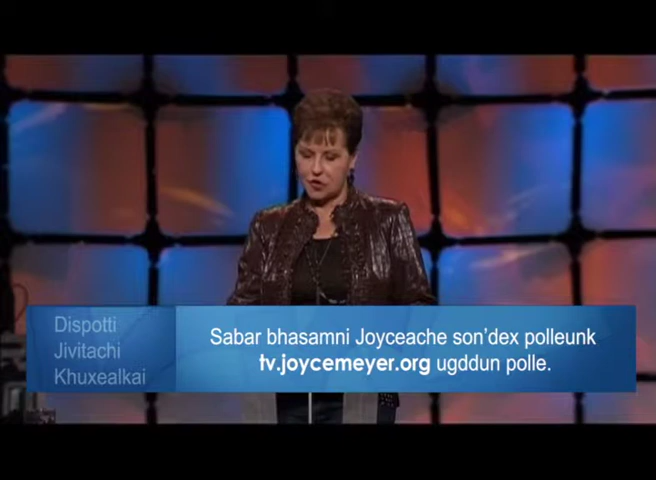 Dispotti
Jivitachi
Khuxealkai
Sabar bhasamni Joyceache son'dex polleunk
tv.joycemeyer.org ugddun polle.